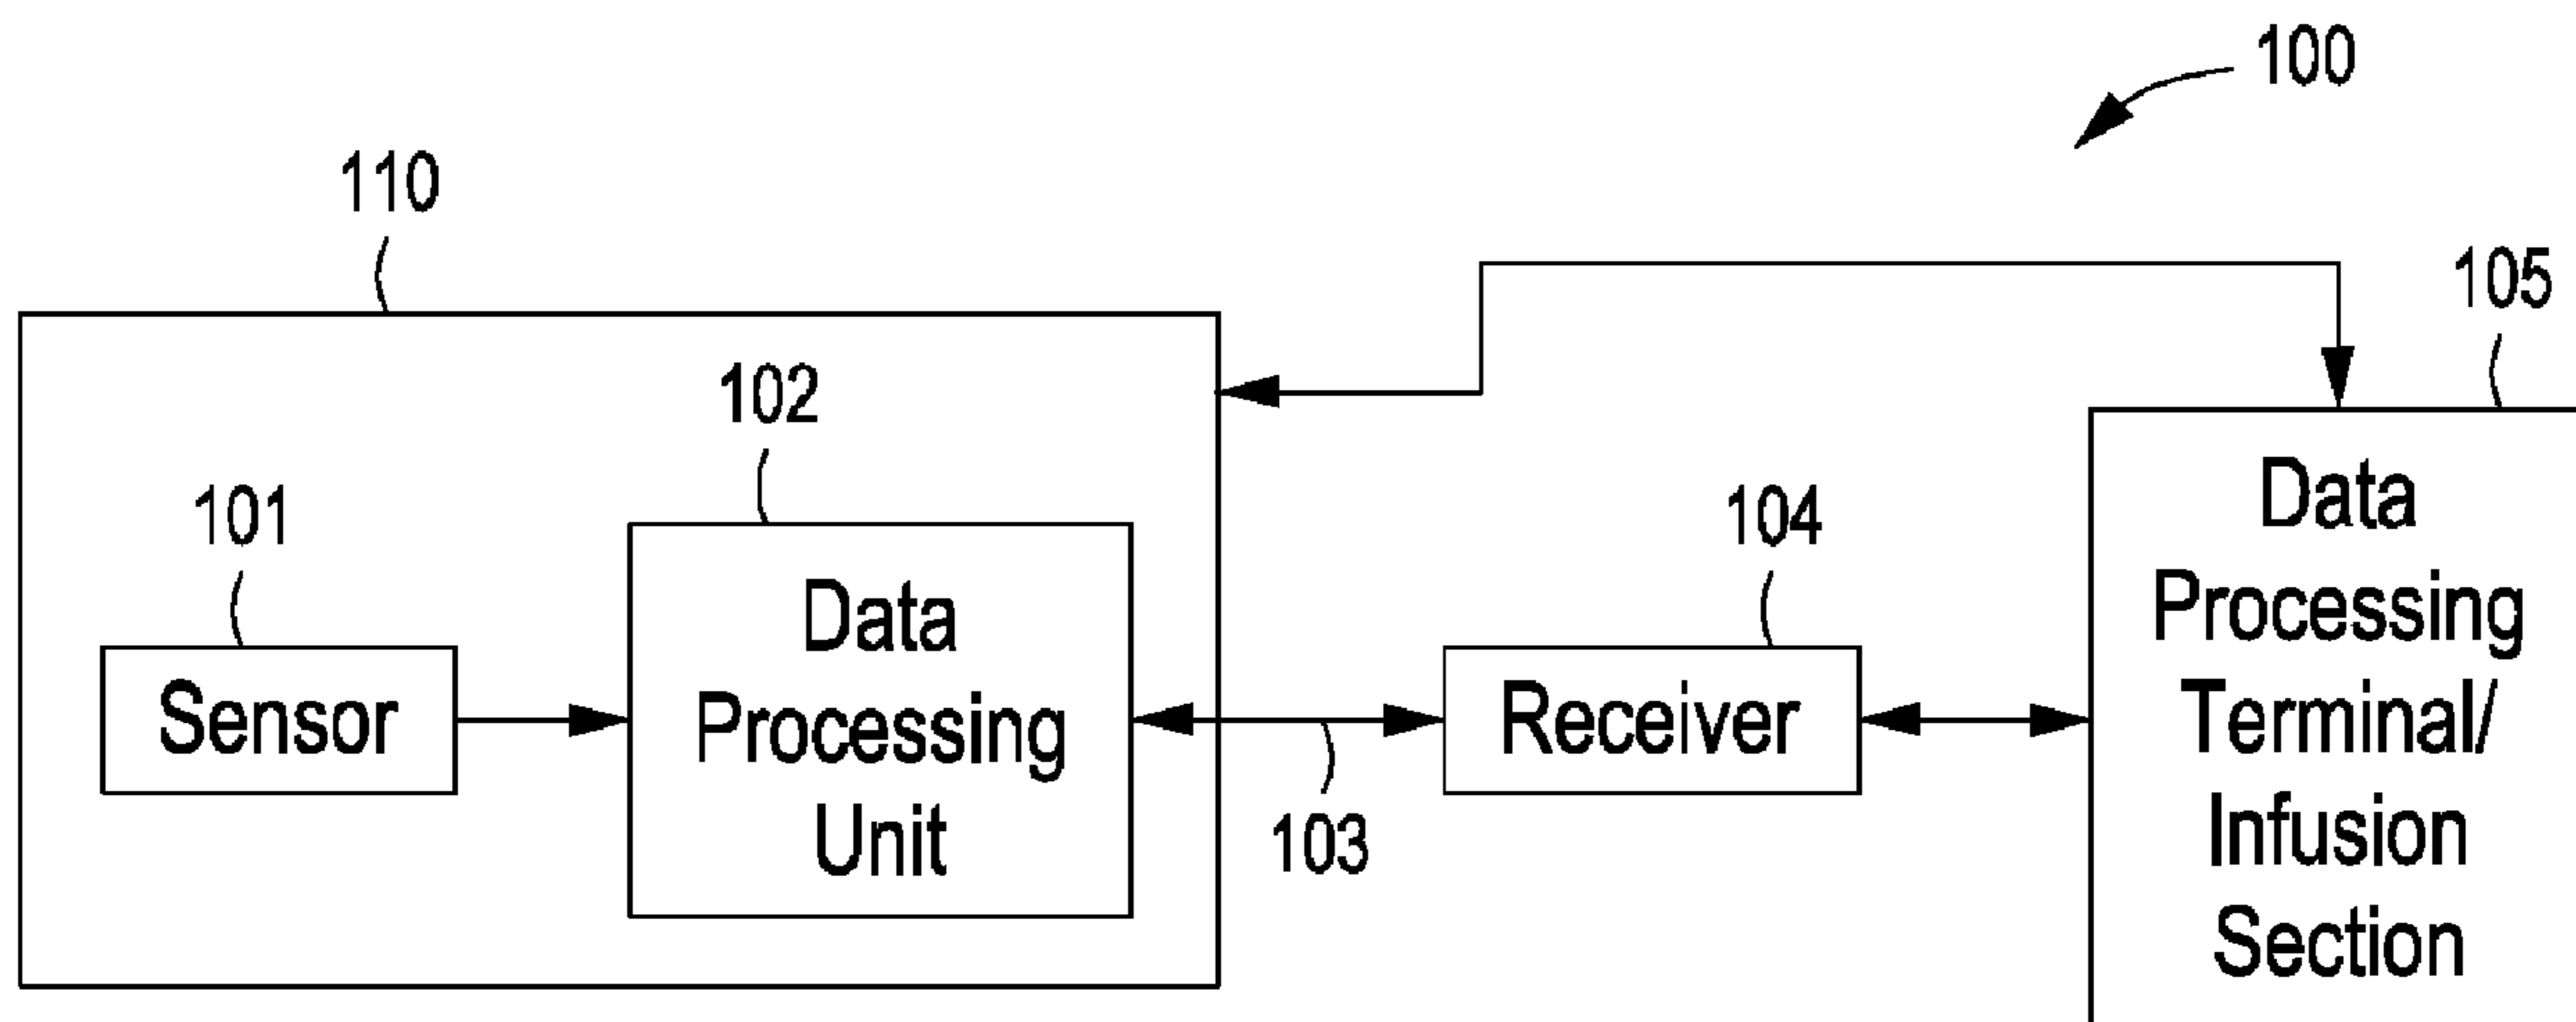 100
110
105
102
101
104
Sensor
Data
Processing
Unit
103
Receiver
Data
Processing
Terminal/
Infusion
Section